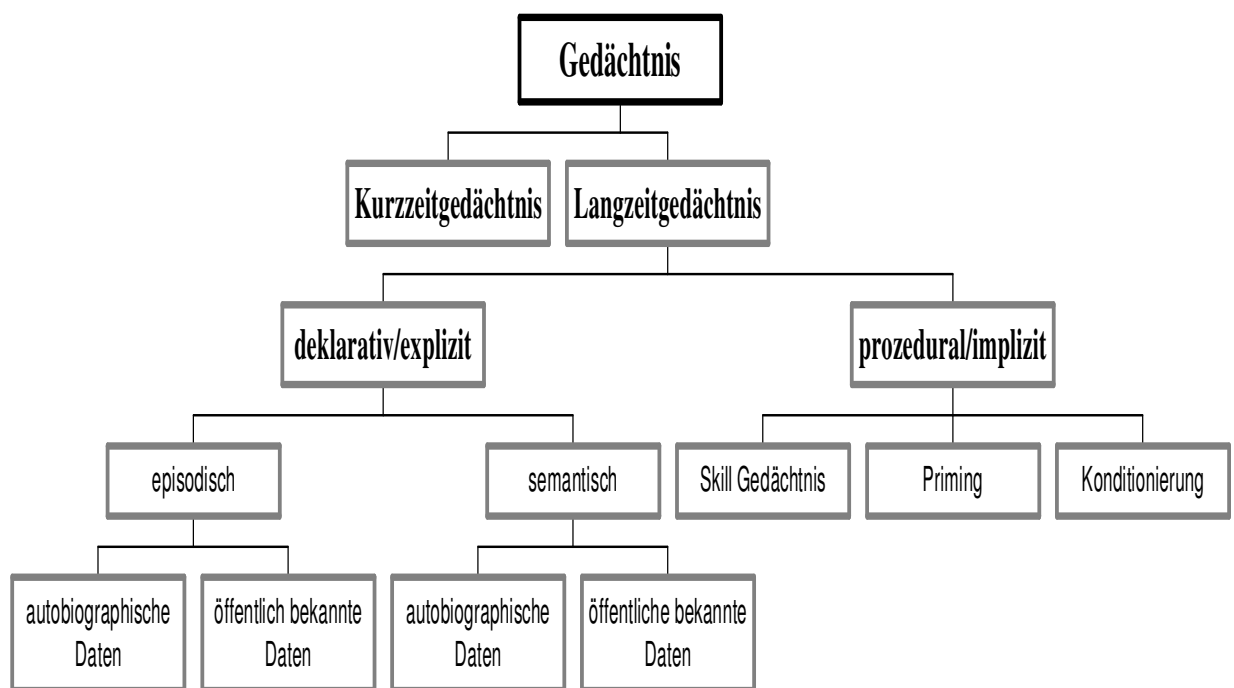 Gedächtnis
Kurzzeitgedächtnis
Langzeitgedächtnis
deklarativ/explizit
prozedural/implizit
episodisch
semantisch
Skill Gedächtnis
Priming
Konditionierung
autobiographische
Daten
öffentlich bekannte
Daten
autobiographische
Daten
öffentliche bekannte
Daten